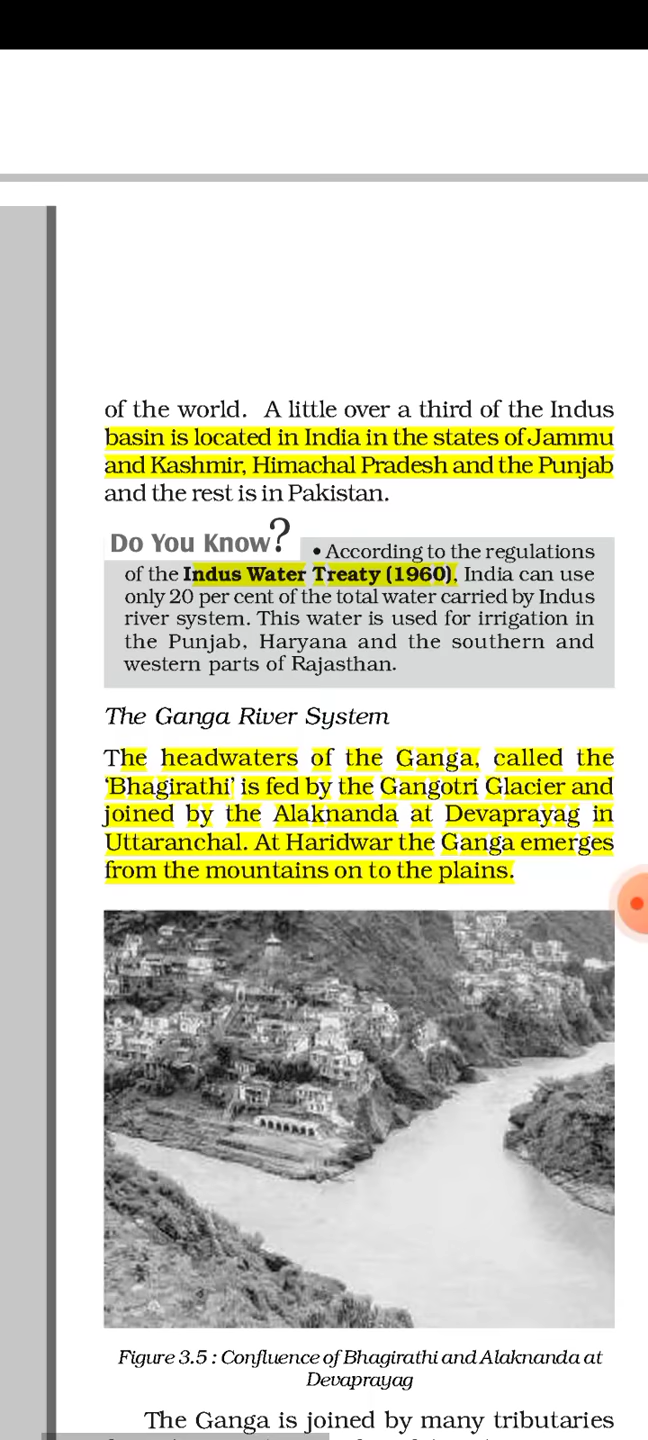 of the world. A little over a third of the Indus
basin is located in India in the states of Jammu
and Kashmir, Himachal Pradesh and the Punjab
and the rest is in Pakistan.
Do You Know? • According to the regulations
of the Indus Water Treaty (1960), India can use
only 20 per cent of the total water carried by Indus
river system. This water is used for irrigation in
the Punjab, Haryana and the southern and
western parts of Rajasthan.
The Ganga River System
The headwaters of the Ganga, called the
‘Bhagirathi’ is fed by the Gangotri Glacier and
joined by the Alaknanda at Devaprayag in
Uttaranchal. At Haridwar the Ganga emerges
from the mountains on to the plains.
Figure 3.5 : Confluence of Bhagirathi and Alaknanda at
Devaprayag
The Ganga is joined by many tributaries